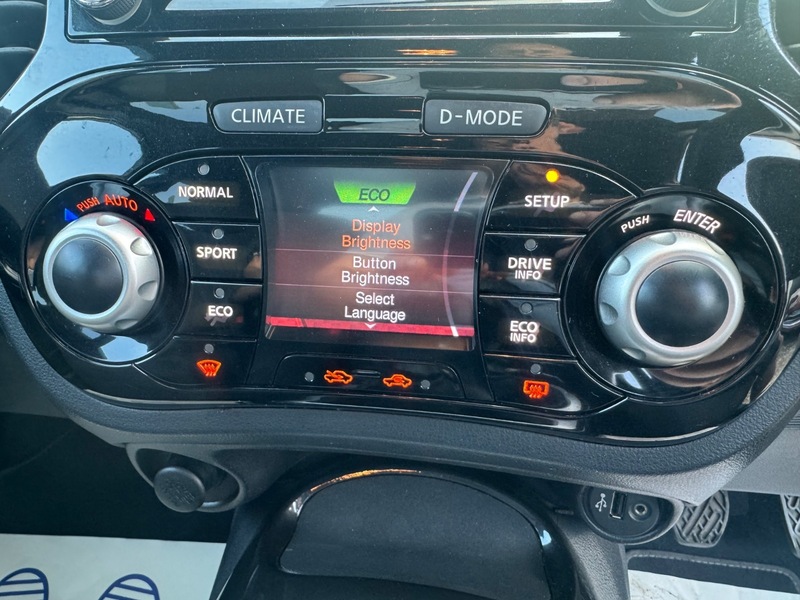 CLIMATE
D-MODE
PUSH AUTO
NORMAL
SPORT
ECO
ECO
Display
Brightness
Button
Brightness
Select
Language
SETUP
DRIVE
INFO
ECO
INFO
PUSH ENTER